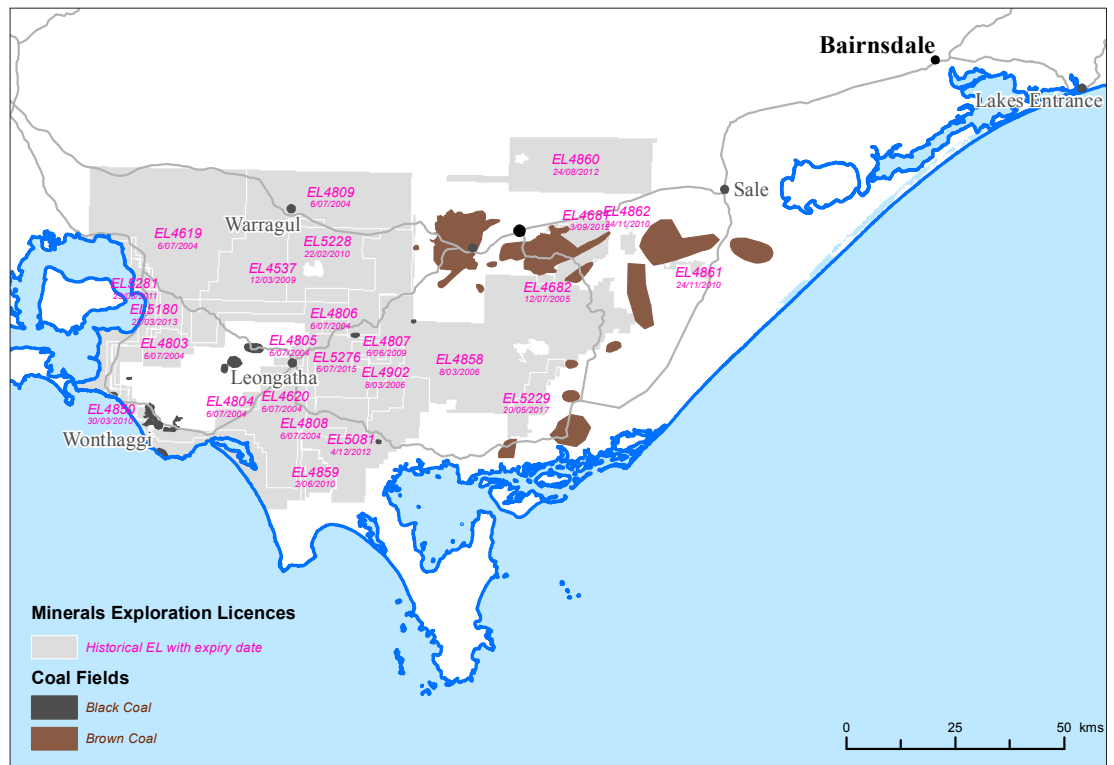 Bairnsdale
Lakes Entrance
EL4860
24/08/2012
Sale
EL4809
6/07/2004
Warragul
EL4681
3/09/2012
EL4862
24/11/2010
EL4619
6/07/2004
EL5228
22/02/2010
EL4537
12/03/2009
EL4861
24/11/2010
EL5281
EL4682
12/07/2005
EL5180
EL4806
6/07/2004
EL4803
6/07/2004
EL4805
6/07/2004
EL4807
6/06/2009
EL5276
6/07/2015
EL4858
8/03/2006
Leongatha
EL4902
8/03/2006
EL4804
6/07/2004
EL4620
6/07/2004
EL5229
20/05/2017
EL4850
30/03/2010
EL4808
6/07/2004
Wonthaggi
EL5081
4/12/2012
EL4859
2/06/2010
Minerals Exploration Licences
Historical EL with expiry date
Coal Fields
Black Coal
Brown Coal
0 25 50 kms